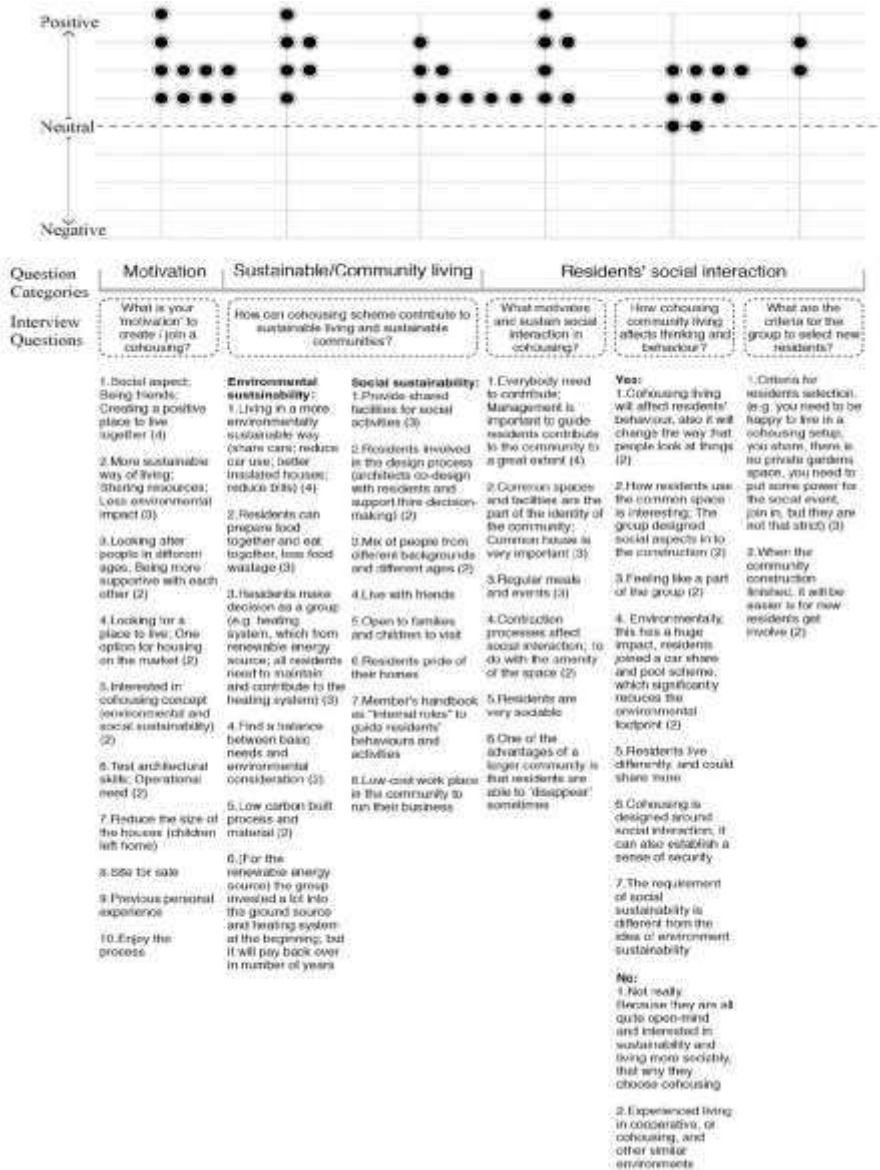 Positive
Neutral
Negative
Question
Categories
Motivation
Sustainable/Community living
Residents' social interaction
Interview
Questions
What is your
'motivation' to
create / join a
cohousing?
How can cohousing scheme contribute to
sustainable living and sustainable
communities?
What motivates
and sustain social
interaction in
cohousing?
How cohousing
community living
affects thinking and
behaviour?
What are the
criteria for the
group to select new
residents?
1.Social aspect;
Being friends;
Creating a positive
place to live
together (4)
2.More sustainable
way of living;
Sharing resources;
Less environmental
impact (3)
3.Looking after
people in different
ages, Being more
supportive with each
other (2)
4.Looking for a
place to live; One
option for housing
on the market (2)
5.Interested in
cohousing concept
(environmental and
social sustainability)
(2)
6.Test architectural
skills; Operational
need (2)
7.Reduce the size of
the houses (children
left home)
8.Site for sale
9.Previous personal
experience
10.Enjoy the
process
Environmental
sustainability:
1.Living in a more
environmentally
sustainable way
(share cars; reduce
car use; better
insulated houses;
reduce bills) (4)
2.Residents can
prepare food
together and eat
together, less food
wastage (3)
3.Residents make
decision as a group
(e.g. heating
system, which from
renewable energy
source; all residents
need to maintain
and contribute to the
heating system) (3)
4.Find a balance
between basic
needs and
environmental
consideration (2)
5.Low carbon built
process and
material (2)
6.(For the
renewable energy
source) the group
invested a lot into
the ground source
and heating system
at the beginning, but
it will pay back over
in number of years
Social sustainability:
1.Provide shared
facilities for social
activities (3)
2.Residents involved
in the design process
(architects co-design
with residents and
support their decision-
making) (2)
3.Mix of people from
different backgrounds
and different ages (2)
4.Live with friends
5.Open to families
and children to visit
6.Residents pride of
their homes
7.Member's handbook
as "internal rules" to
guide residents'
behaviours and
activities
8.Low-cost work place
in the community to
run their business
1.Everybody need
to contribute;
Management is
important to guide
residents contribute
to the community to
a great extent (4)
2.Common spaces
and facilities are the
part of the identity of
the community;
Common house is
very important (3)
3.Regular meals
and events (3)
4.Contraction
processes affect
social interaction; to
do with the amenity
of the space (2)
5.Residents are
very sociable
6.One of the
advantages of a
larger community is
that residents are
able to 'disappear'
sometimes
Yes:
1.Cohousing living
will affect residents'
behaviour, also it will
change the way that
people look at things
(2)
2.How residents use
the common space
is interesting; The
group designed
social aspects in to
the construction (2)
3.Feeling like a part
of the group (2)
4. Environmentally,
this has a huge
impact, residents
joined a car share
and pool scheme,
which significantly
reduces the
environmental
footprint (2)
5.Residents live
differently, and could
share more
6.Cohousing is
designed around
social interaction, it
can also establish a
sense of security
7.The requirement
of social
sustainability is
different from the
idea of environment
sustainability
No:
1.Not really
Because they are all
quite open-mind
and interested in
sustainability and
living more sociably,
that why they
choose cohousing
2.Experienced living
in cooperative, or
cohousing, and
other similar
environments
1.Criteria for
residents selection,
(e.g. you need to be
happy to live in a
cohousing setup,
you share, there is
no private gardens
space, you need to
put some power for
the social event,
join in, but they are
not that strict) (3)
2.When the
community
construction
finished, it will be
easier is for new
residents get
involve (2)